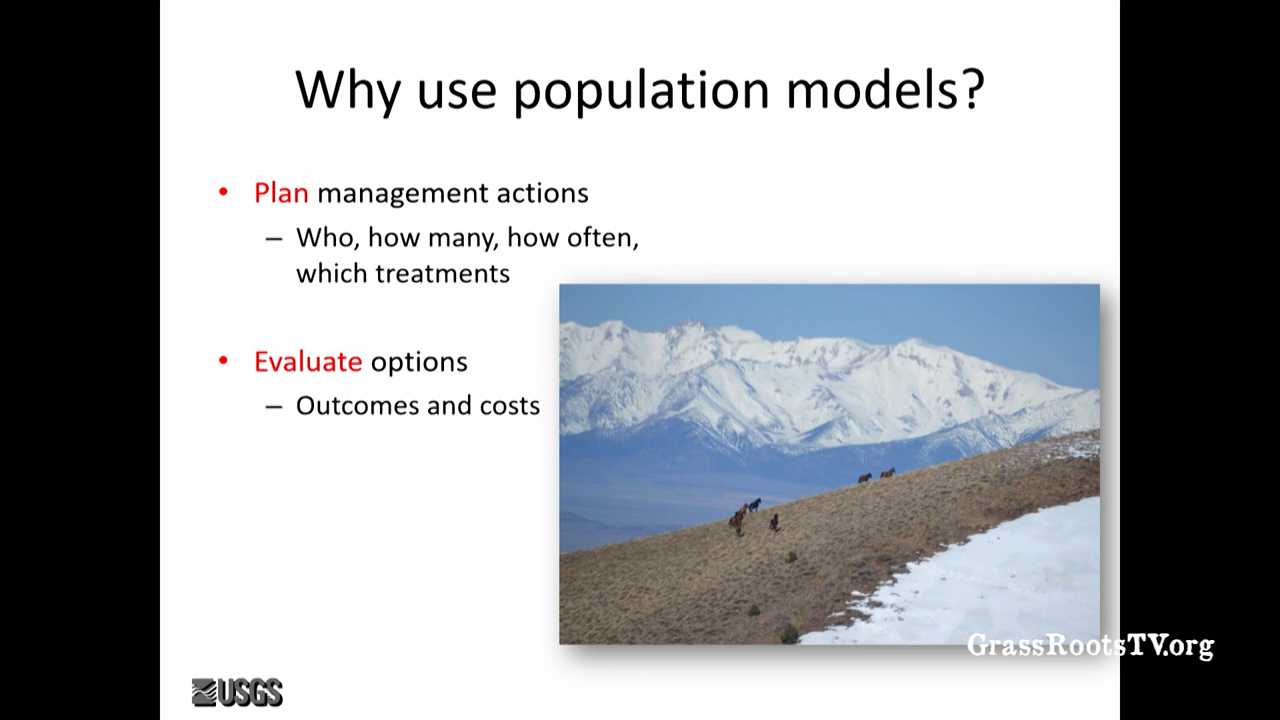 Why use population models?
• Plan management actions
– Who, how many, how often,
which treatments
• Evaluate options
– Outcomes and costs
GrassRootsTV.org
USGS